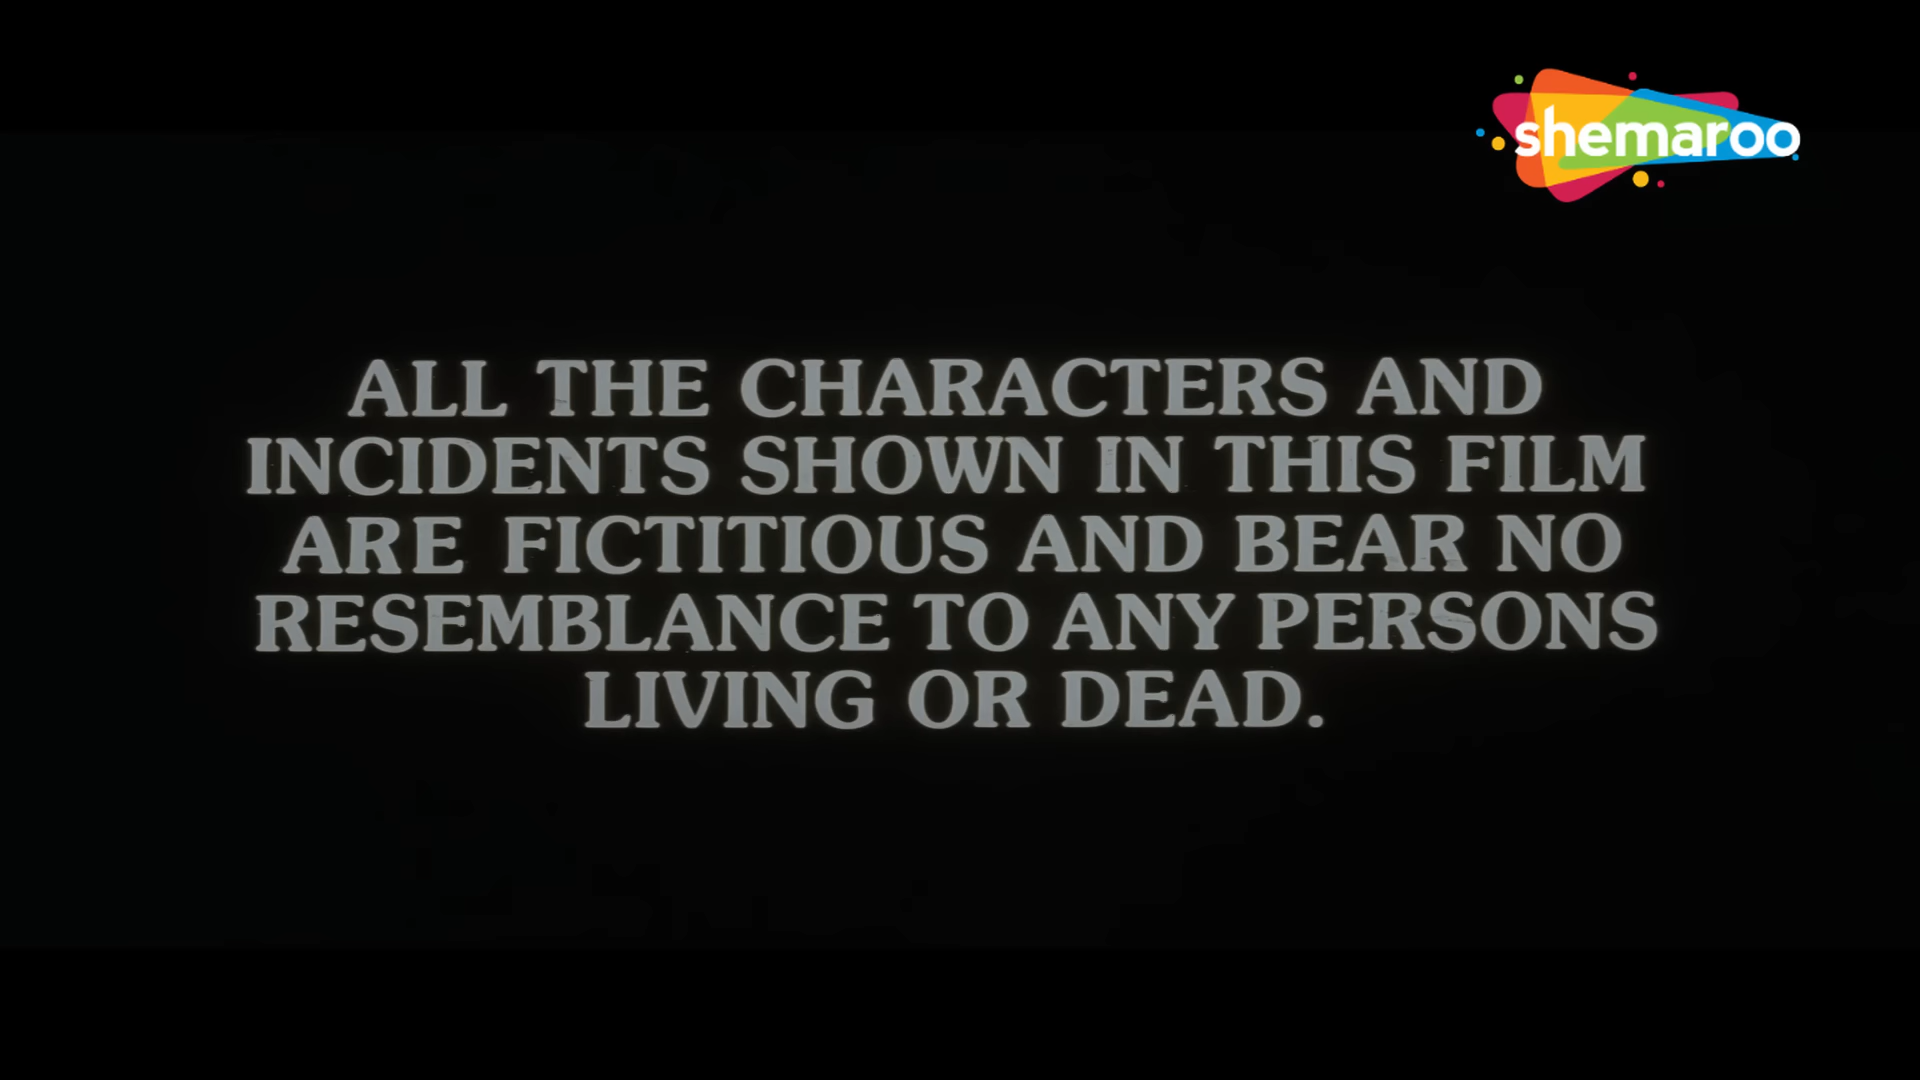 shemaroo
ALL THE CHARACTERS AND
INCIDENTS SHOWN IN THIS FILM
ARE FICTITIOUS AND BEAR NO
RESEMBLANCE TO ANY PERSONS
LIVING OR DEAD.